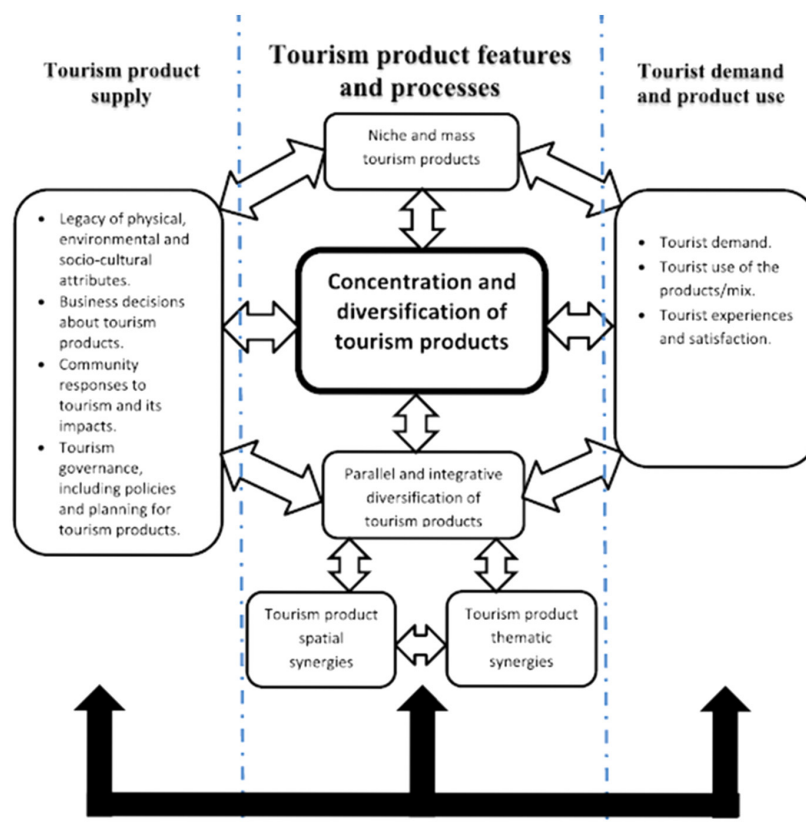 Tourism product
supply
Tourism product features
and processes
Tourist demand
and product use
Niche and mass
tourism products
• Legacy of physical,
environmental and
socio-cultural
attributes.
• Business decisions
about tourism
products.
• Community
responses to
tourism and its
impacts.
• Tourism
governance,
including policies
and planning for
tourism products.
Concentration and
diversification of
tourism products
• Tourist demand.
• Tourist use of the
products/mix.
• Tourist experiences
and satisfaction.
Parallel and integrative
diversification of
tourism products
Tourism product
spatial
synergies
Tourism product
thematic
synergies